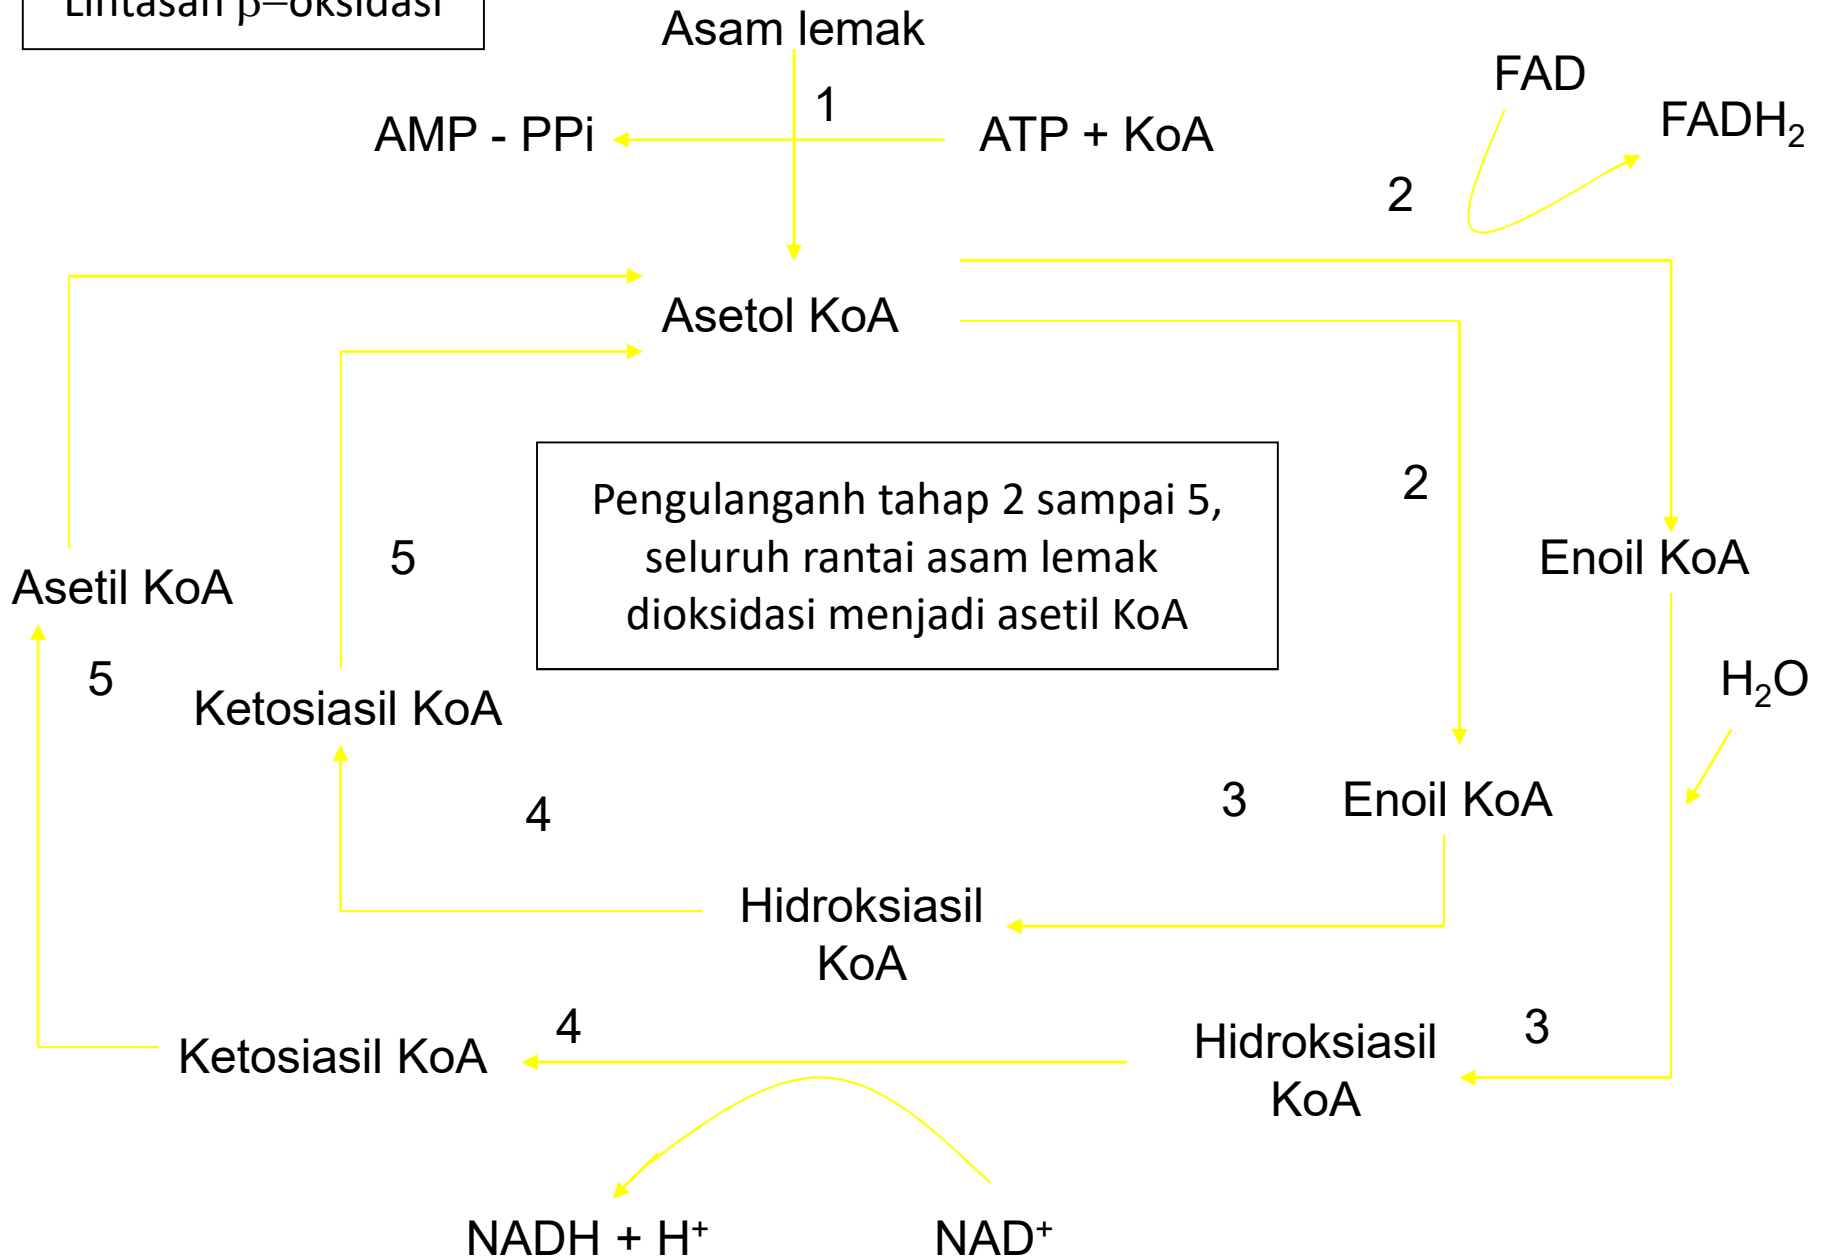 Lintasan β–oksidasi
Asam lemak
FAD
FADH₂
1
AMP - PPi
ATP + KoA
2
Asetol KoA
Pengulanganh tahap 2 sampai 5,
seluruh rantai asam lemak
dioksidasi menjadi asetil KoA
2
5
Enoil KoA
Asetil KoA
5
Ketosiasil KoA
H₂O
4
3
Enoil KoA
Hidroksiasil
KoA
4
Ketosiasil KoA
Hidroksiasil
KoA
3
NADH + H⁺
NAD⁺